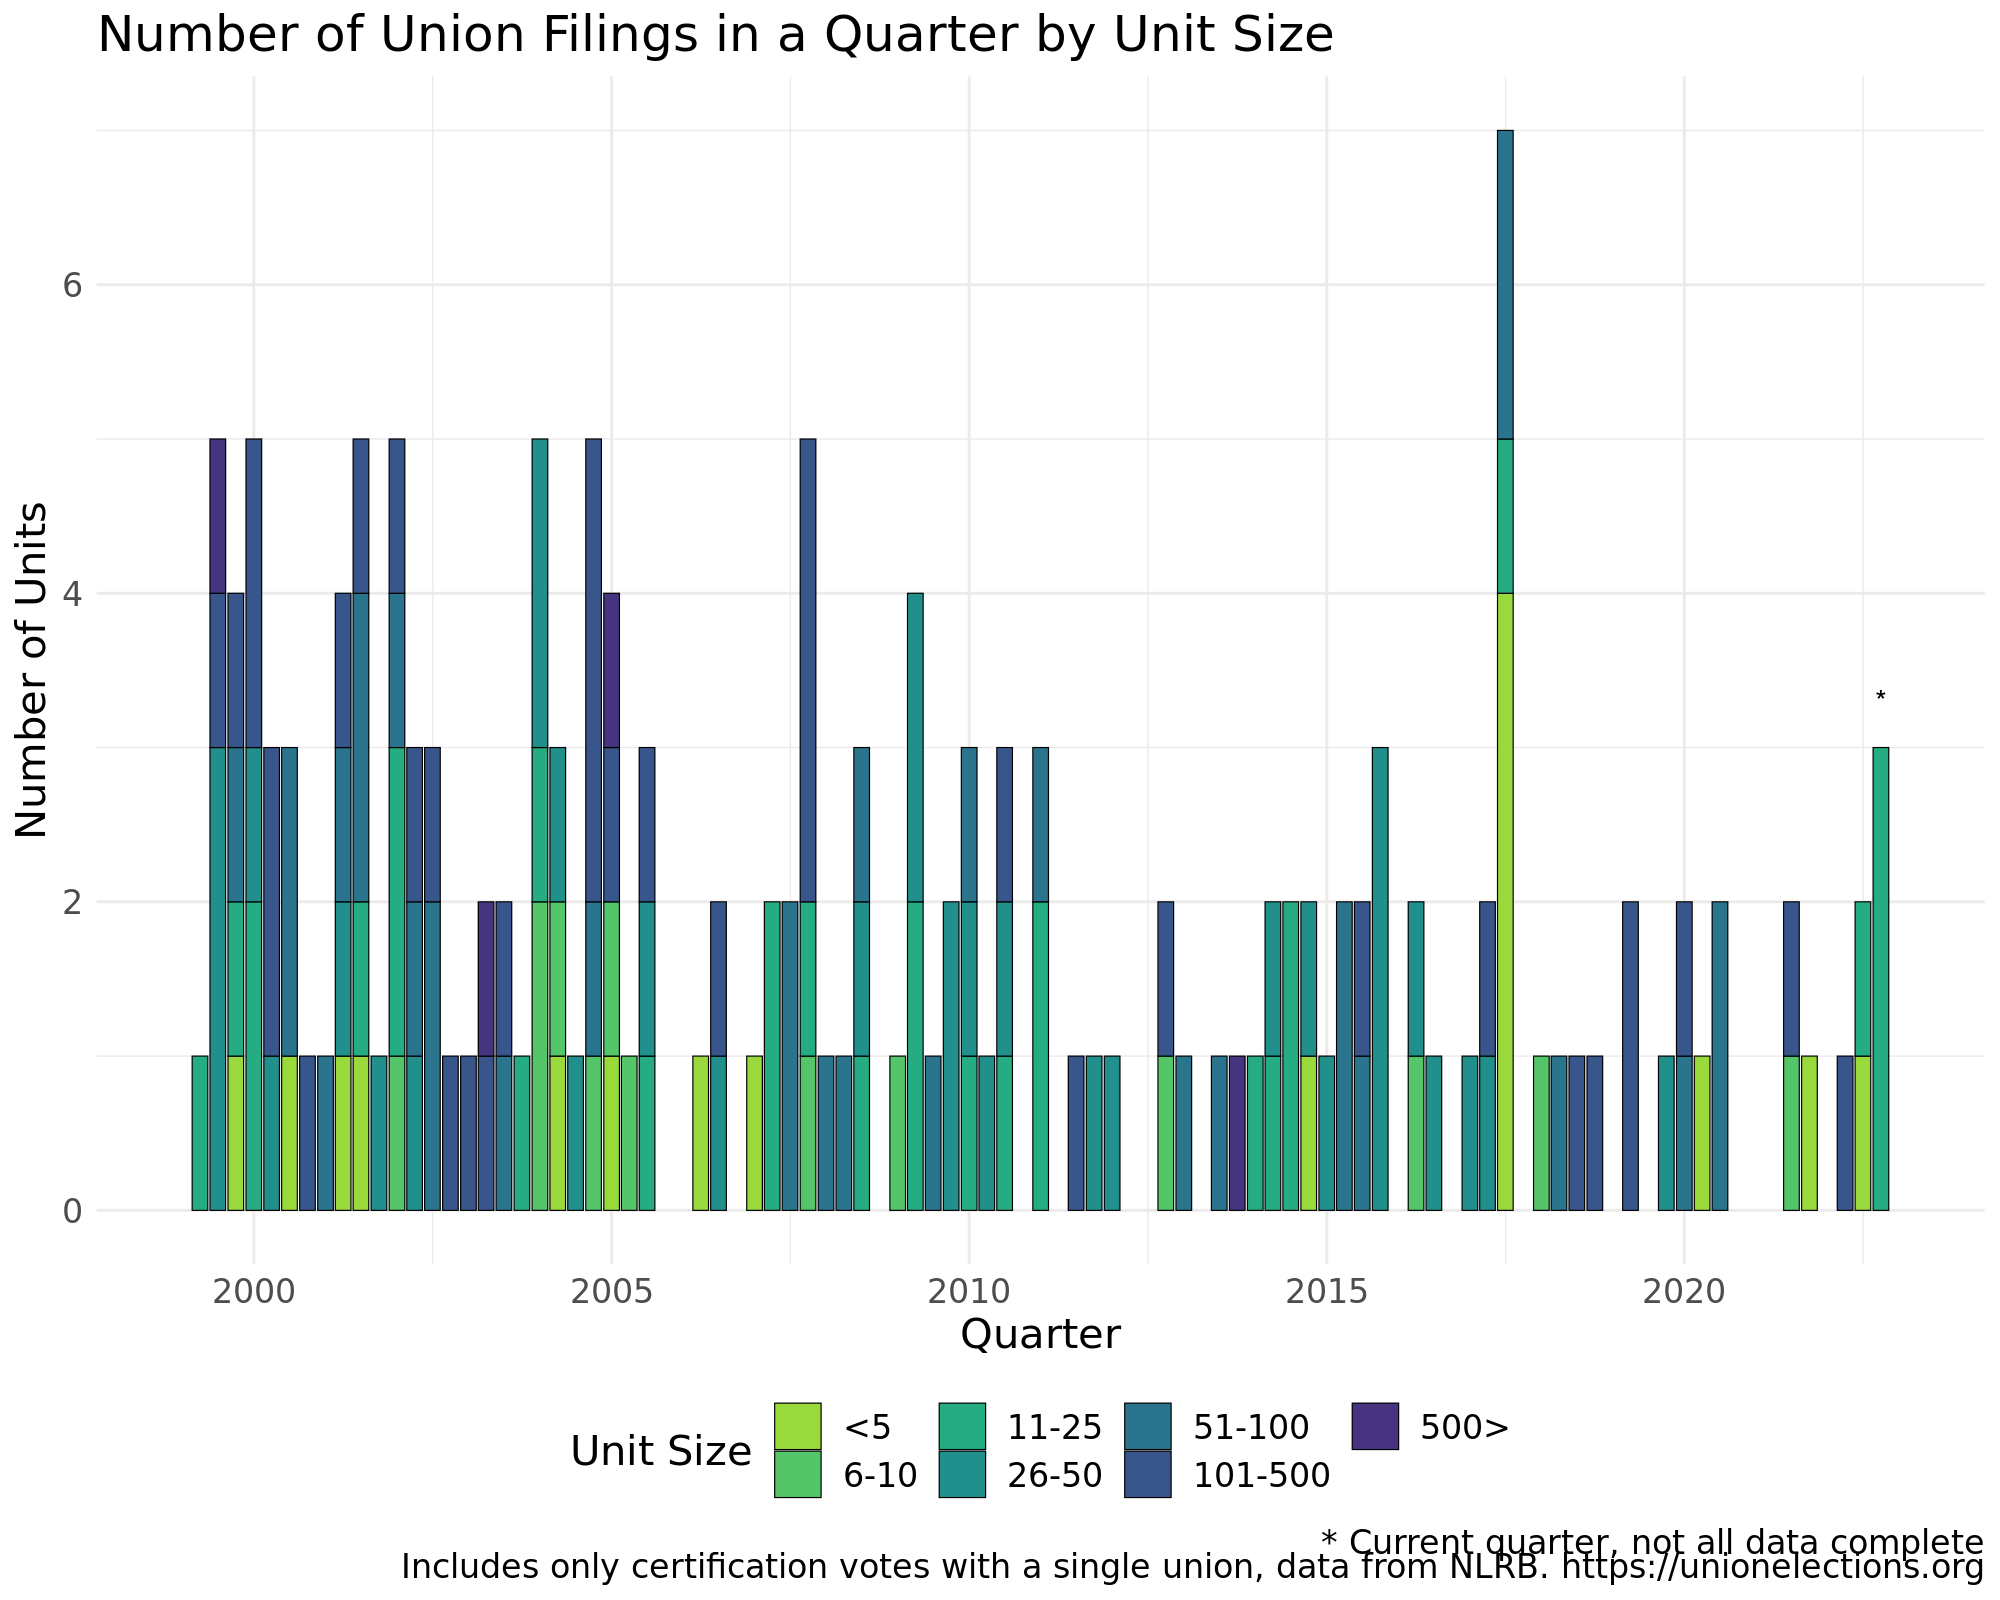 Number of Union Filings in a Quarter by Unit Size
Number of Units
6
4
2
0
*
2000 2005 2010 2015 2020
Quarter
Unit Size
<5 11-25 51-100 500>
6-10 26-50 101-500
* Current quarter, not all data complete
Includes only certification votes with a single union, data from NLRB. https://unionelections.org